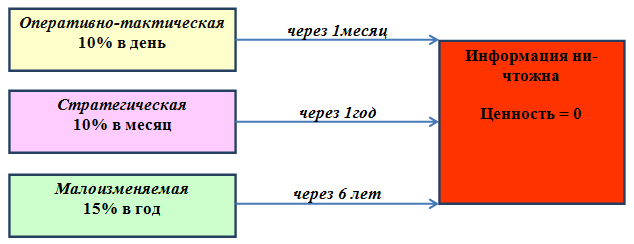 Оперативно-тактическая
10% в день
через 1месяц
Стратегическая
10% в месяц
через 1год
Малоизменяемая
15% в год
через 6 лет
Информация ни-
чтожна
Ценность = 0